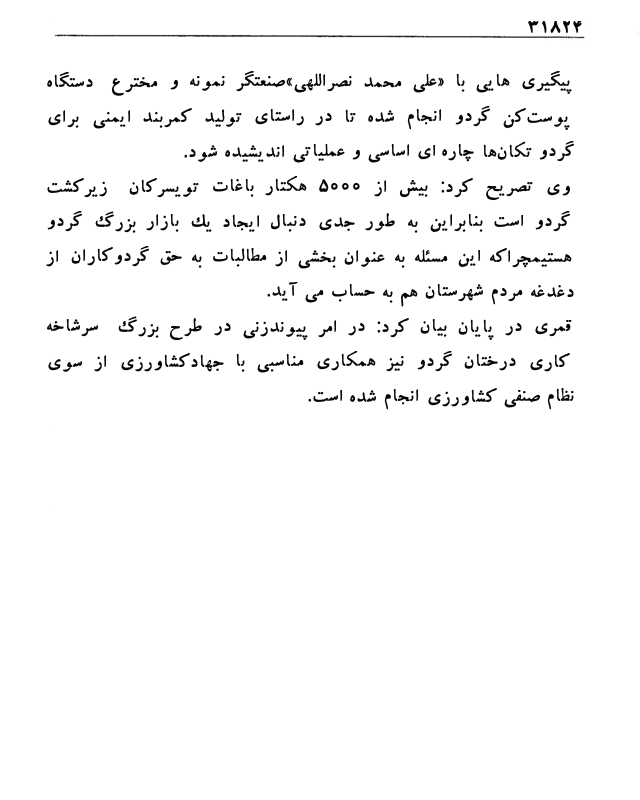 ۳۱۸۲۴
پیگیری هایی با «علی محمد نصراللهی»صنعتگر نمونه و مخترع دستگاه
پوست‌کن گردو انجام شده تا در راستای تولید کمربند ایمنی برای
گردو تکان‌ها چاره ای اساسی و عملیاتی اندیشیده شود.
وی تصریح کرد: بیش از ۵۰۰۰ هکتار باغات تویسرکان زیرکشت
گردو است بنابراین به طور جدی دنبال ایجاد یك بازار بزرگ گردو
هستیمچراکه این مسئله به عنوان بخشی از مطالبات به حق گردوکاران از
دغدغه مردم شهرستان هم به حساب می آید.
قمری در پایان بیان کرد: در امر پیوندزنی در طرح بزرگ سرشاخه
کاری درختان گردو نیز همکاری مناسبی با جهادکشاورزی از سوی
نظام صنفی کشاورزی انجام شده است.